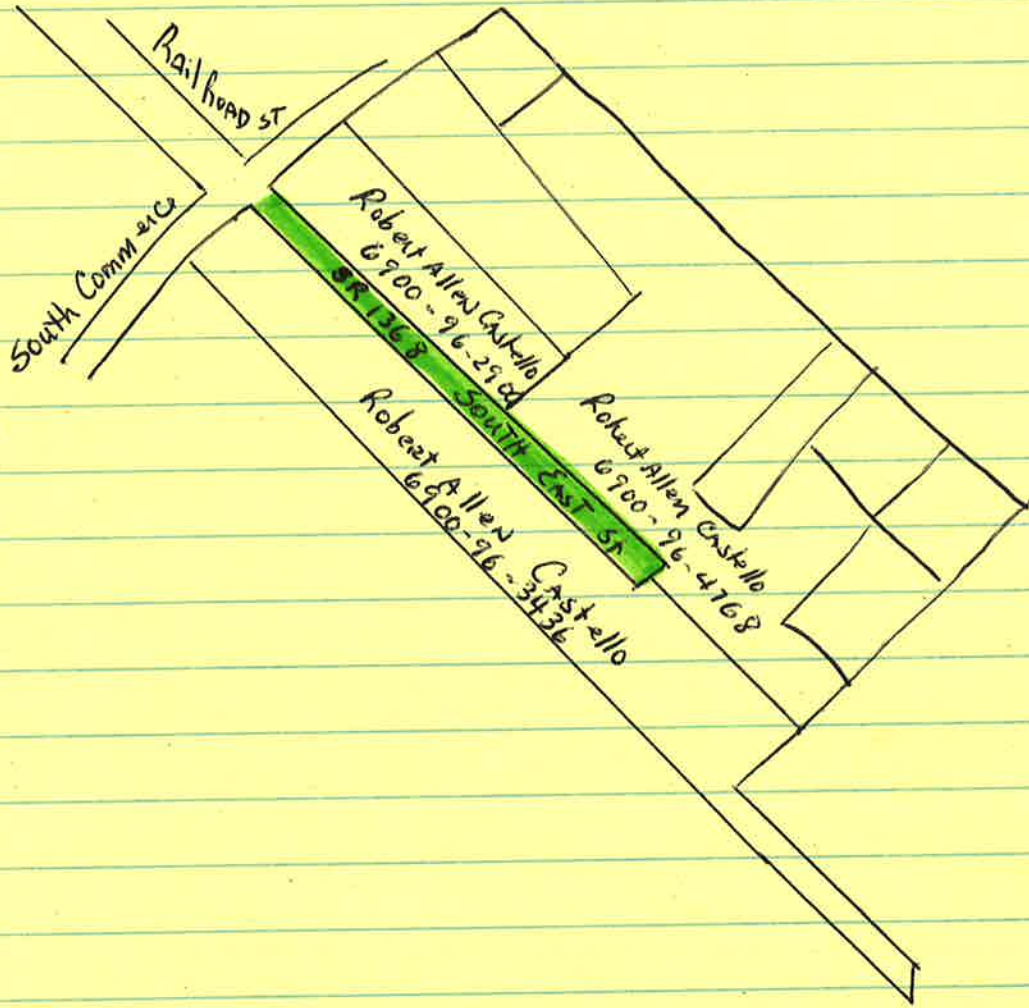 RailROAD ST
South Commerce
Robert Allen Castello
6900-96-2900
SR 1368 SOUTH EAST ST
Robert Allen Castello
6900-96-4768
Robert Allen Castello
6900-96-3436